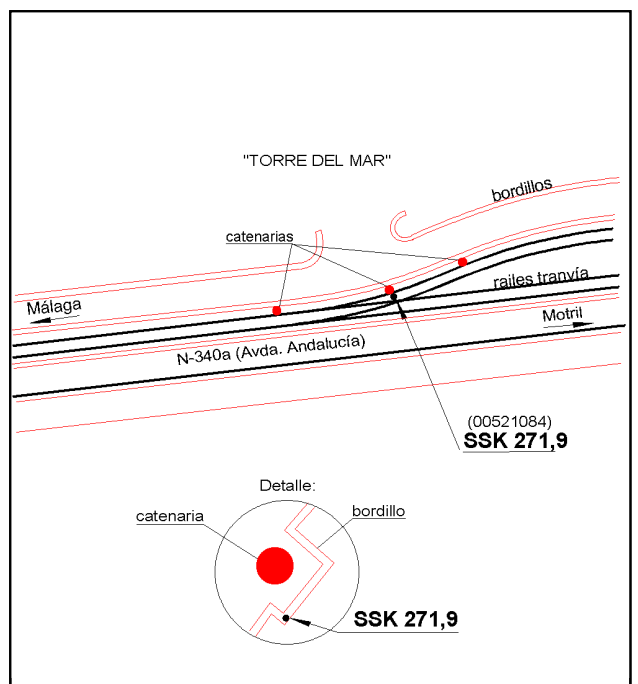 "TORRE DEL MAR"
bordillos
catenarias
railes tranvía
Málaga
Motril
N-340a (Avda. Andalucía)
(00521084)
SSK 271,9
Detalle:
catenaria
bordillo
SSK 271,9